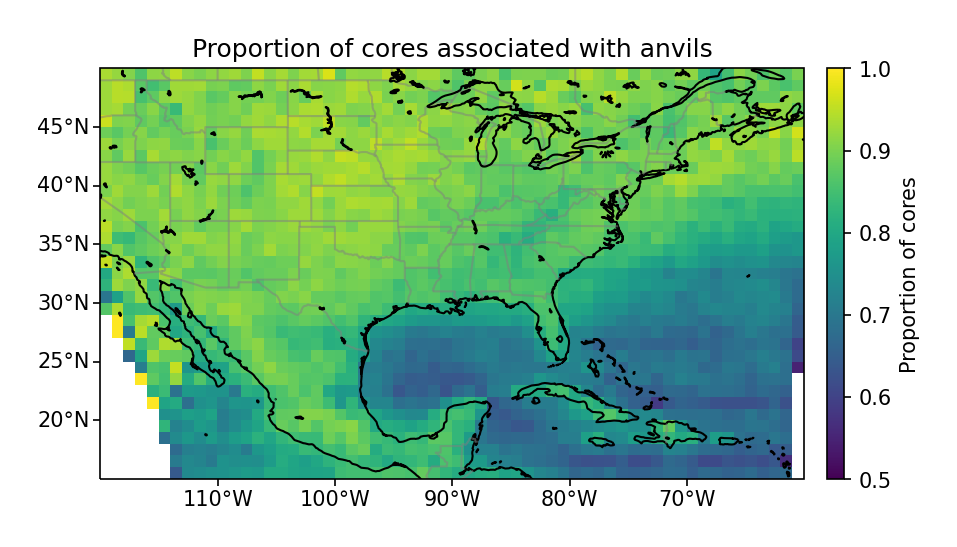 Proportion of cores associated with anvils
45°N
40°N
35°N
30°N
25°N
20°N
110°W
100°W
90°W
80°W
70°W
1.0
0.9
0.8
0.7
0.6
0.5
Proportion of cores